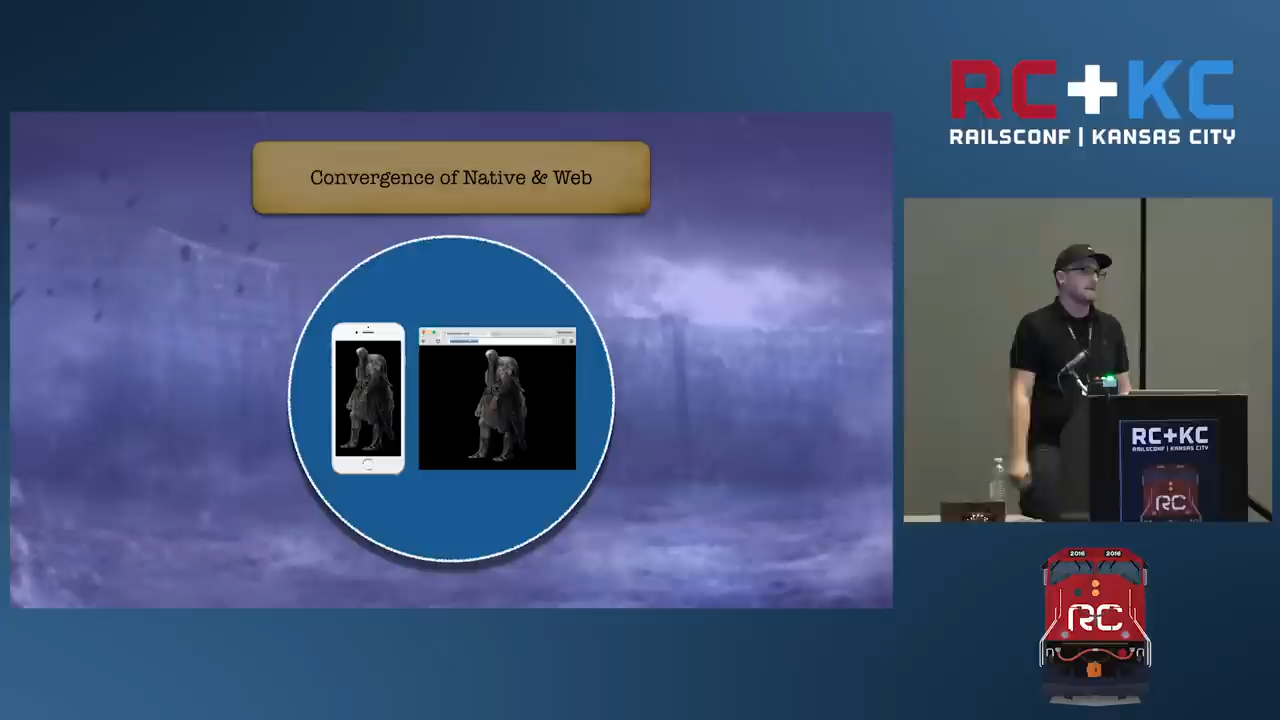 RC+KC
RAILSCONF | KANSAS CITY
Convergence of Native & Web
RC+KC
RAILSCONF | KANSAS CITY
RC
2016 2016
RC